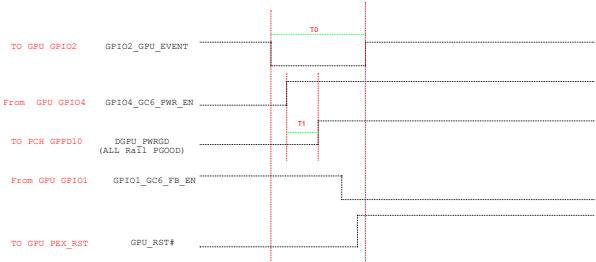 T0
TO GPU GPIO2 GPIO2_GPU_EVENT
From GPU GPIO4 GPIO4_GC6_PWR_EN
T1
TO PCH GPPD10 DGPU_PWRGD
(ALL Rail PGOOD)
From GPU GPIO1 GPIO1_GC6_FB_EN
TO GPU PEX_RST GPU_RST#